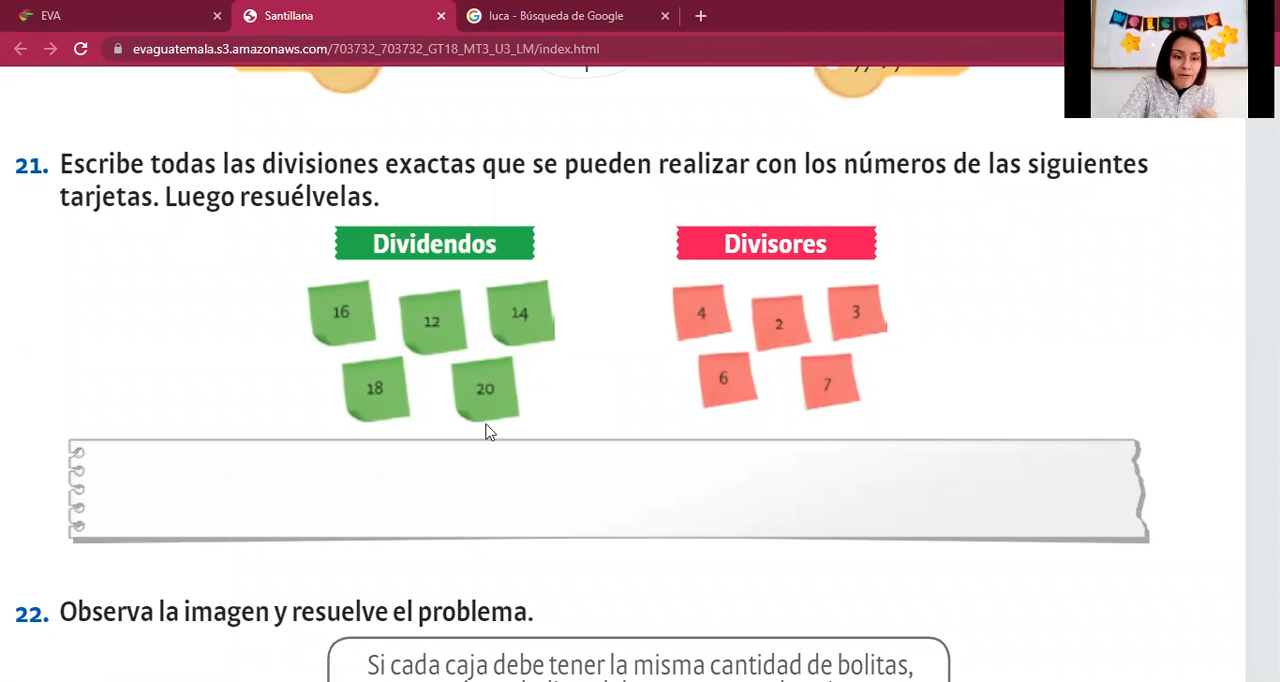 EVA
Santillana
luca - Búsqueda de Google
evaguatemala.s3.amazonaws.com/703732_703732_GT18_MT3_U3_LM/index.html
21. Escribe todas las divisiones exactas que se pueden realizar con los números de las siguientes
tarjetas. Luego resuélvelas.
Dividendos
Divisores
16
12
14
18
20
4
2
3
6
7
22. Observa la imagen y resuelve el problema.
Si cada caja debe tener la misma cantidad de bolitas,